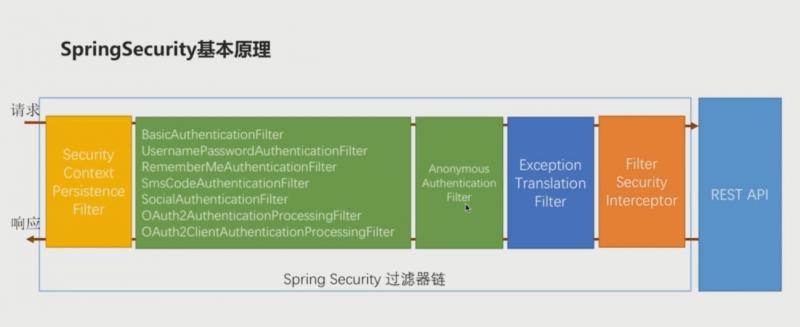 SpringSecurity基本原理
请求
响应
Security
Context
Persistence
Filter
BasicAuthenticationFilter
UsernamePasswordAuthenticationFilter
RememberMeAuthenticationFilter
SmsCodeAuthenticationFilter
SocialAuthenticationFilter
OAuth2AuthenticationProcessingFilter
OAuth2ClientAuthenticationProcessingFilter
Anonymous
Authentication
Filter
Exception
Translation
Filter
Filter
Security
Interceptor
REST API
Spring Security 过滤器链